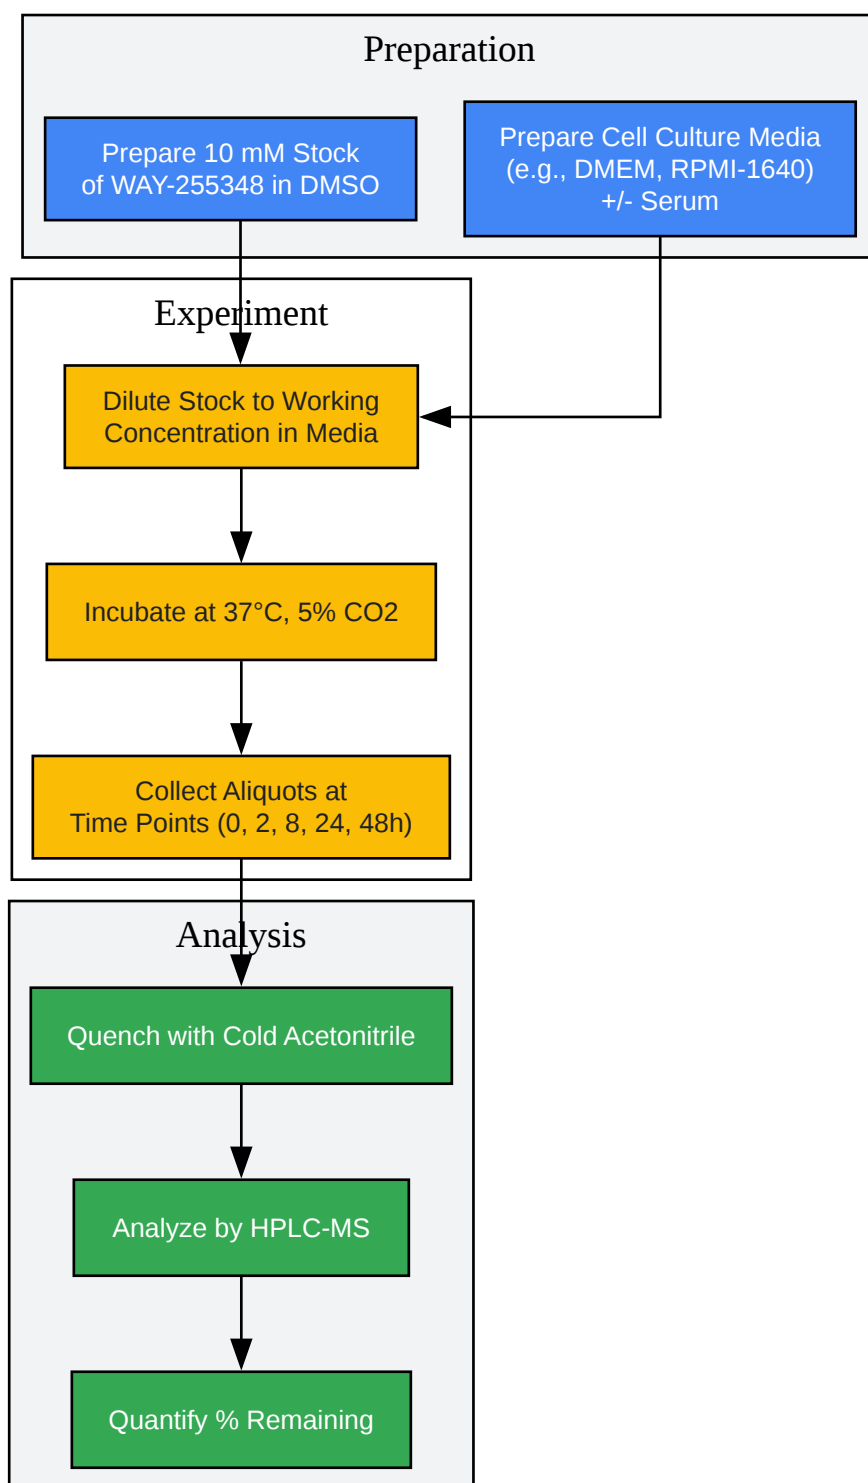 Preparation
Prepare 10 mM Stock
of WAY-255348 in DMSO
Prepare Cell Culture Media
(e.g., DMEM, RPMI-1640)
+/- Serum
Experiment
Dilute Stock to Working
Concentration in Media
Incubate at 37°C, 5% CO2
Collect Aliquots at
Time Points (0, 2, 8, 24, 48h)
Analysis
Quench with Cold Acetonitrile
Analyze by HPLC-MS
Quantify % Remaining